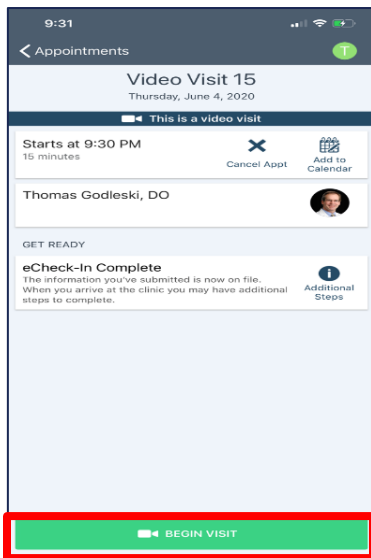 9:31
Appointments
T
Video Visit 15
Thursday, June 4, 2020
This is a video visit
Starts at 9:30 PM
15 minutes
Cancel Appt
Add to
Calendar
Thomas Godleski, DO
GET READY
eCheck-In Complete
The information you've submitted is now on file.
When you arrive at the clinic you may have additional
steps to complete.
Additional
Steps
BEGIN VISIT